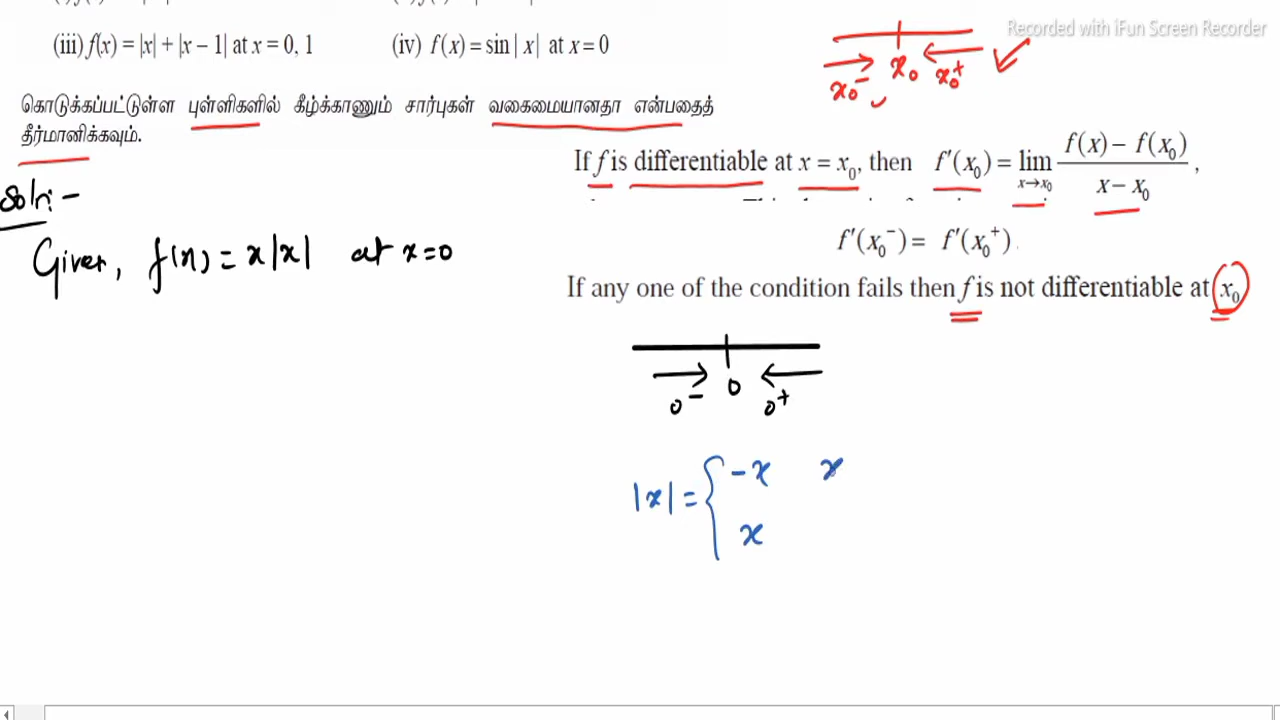 Recorded with iFun Screen Recorder
(iii) f(x) = |x| + |x − 1| at x = 0, 1 (iv) f(x) = sin| x| at x = 0
x₀⁻ x₀ x₀⁺
கொடுக்கப்பட்டுள்ள புள்ளிகளில் கீழ்க்காணும் சார்புகள் வகைமையானதா என்பதைத்
தீர்மானிக்கவும்.
If f is differentiable at x = x₀, then f′(x₀) = lim x→x₀ f(x) − f(x₀) / x − x₀ ,
Soln: −
f′(x₀⁻) = f′(x₀⁺).
Given, f(x) = x|x| at x=0
If any one of the condition fails then f is not differentiable at x₀
0⁻ 0 0⁺
|x| = { −x x
x